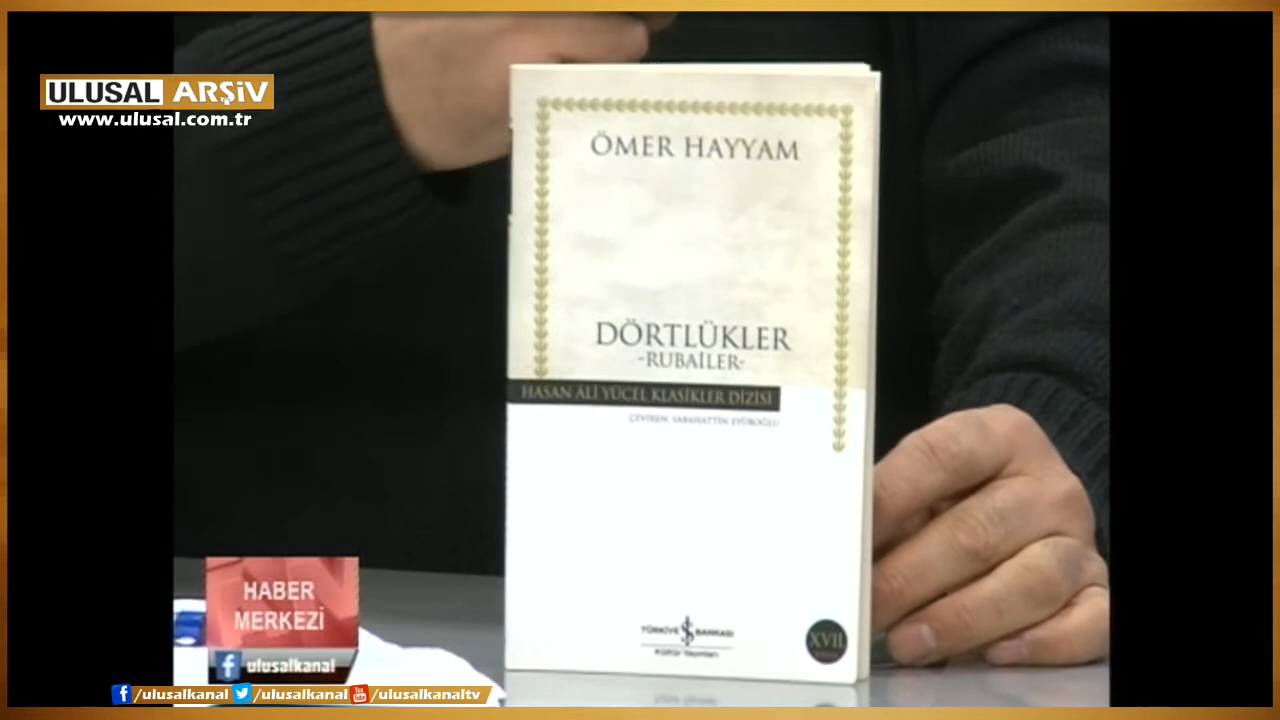 ULUSAL ARŞİV
www.ulusal.com.tr
ÖMER HAYYAM
DÖRTLÜKLER
-RUBAİLER-
HASAN ÂLİ YÜCEL KLASİKLER DİZİSİ
ÇEVİREN: SABAHATTİN EYÜBOĞLU
TÜRKİYE İŞ BANKASI
Kültür Yayınları
XVII
HABER
MERKEZİ
ulusalkanal
/ulusalkanal /ulusalkanal /ulusalkanaltv